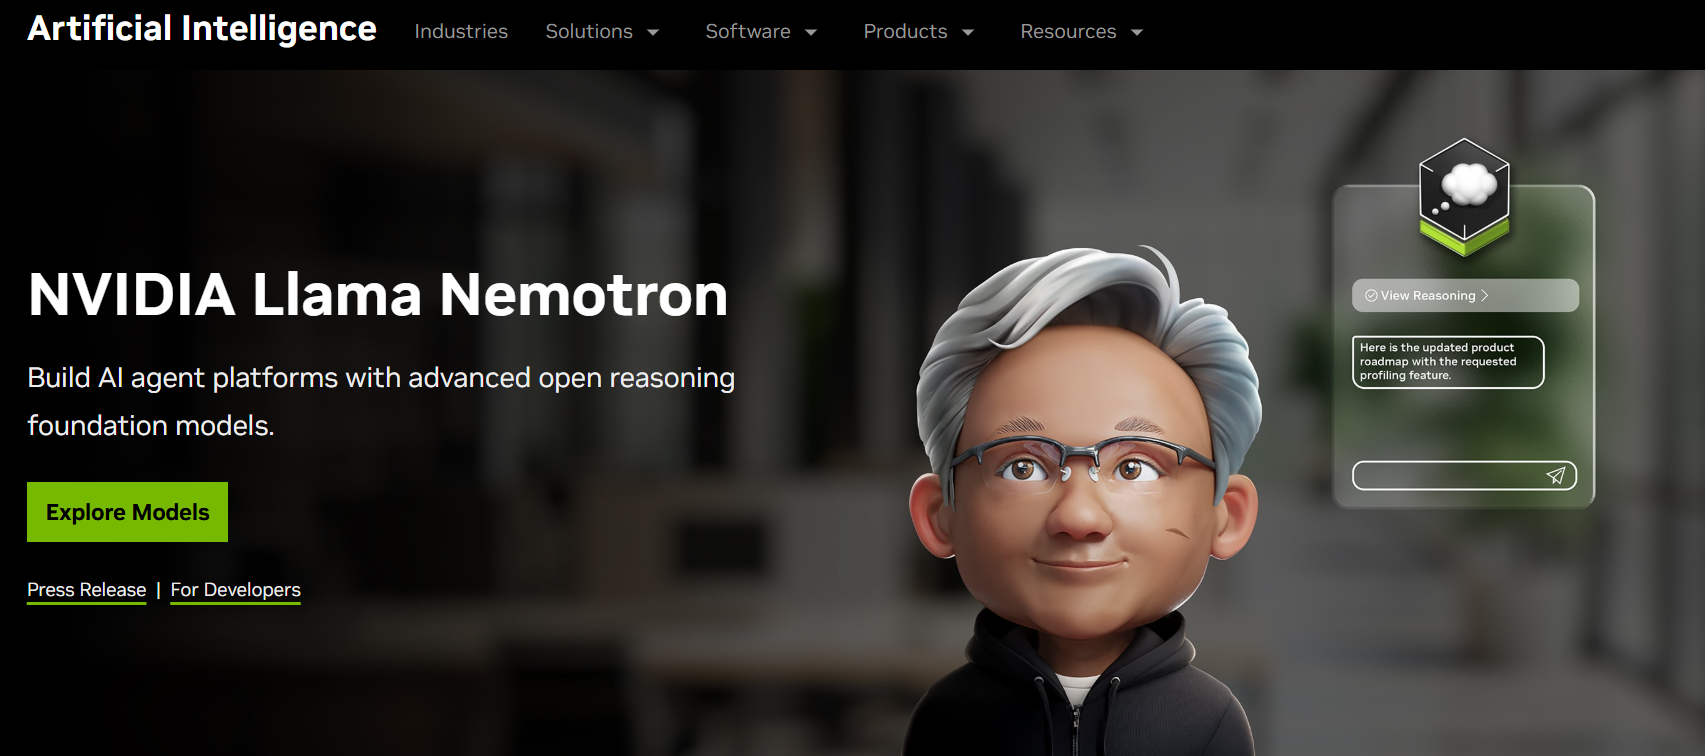 Artificial Intelligence
Industries
Solutions
Software
Products
Resources
NVIDIA Llama Nemotron
Build AI agent platforms with advanced open reasoning
foundation models.
Explore Models
Press Release | For Developers
View Reasoning
Here is the updated product
roadmap with the requested
profiling feature.